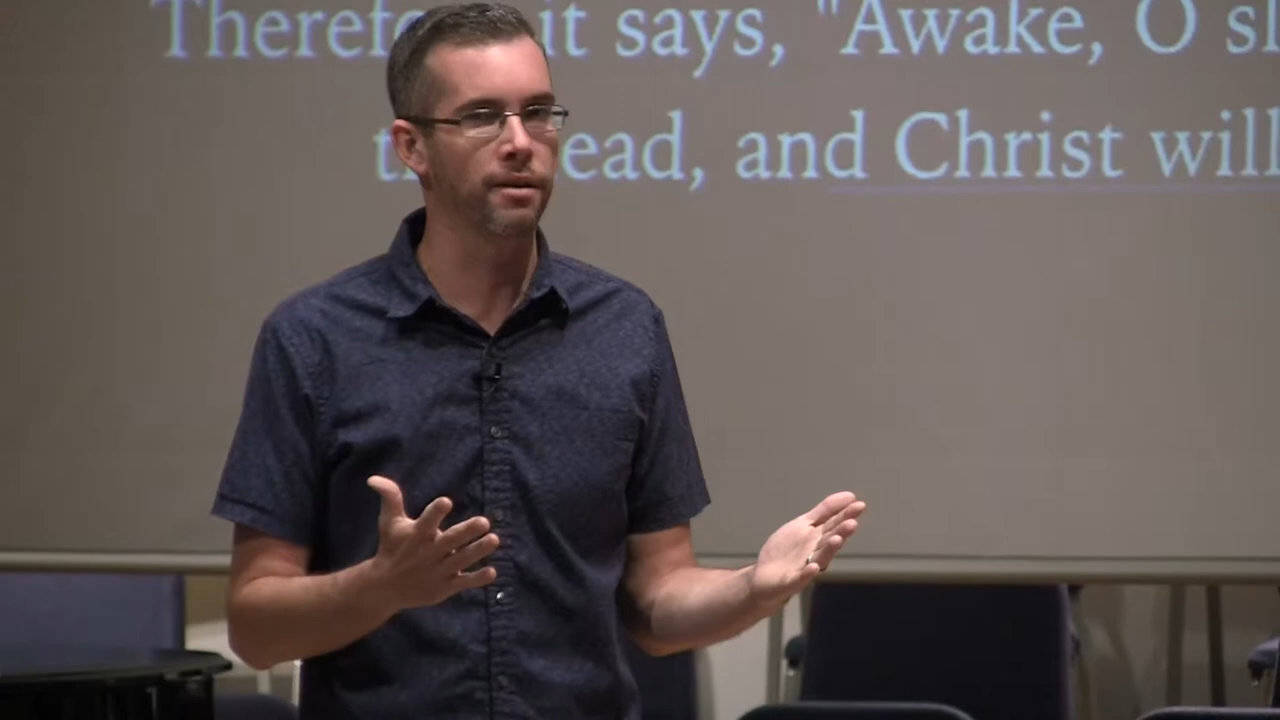 Therefo it says, "Awake, O sl
t ead, and Christ will